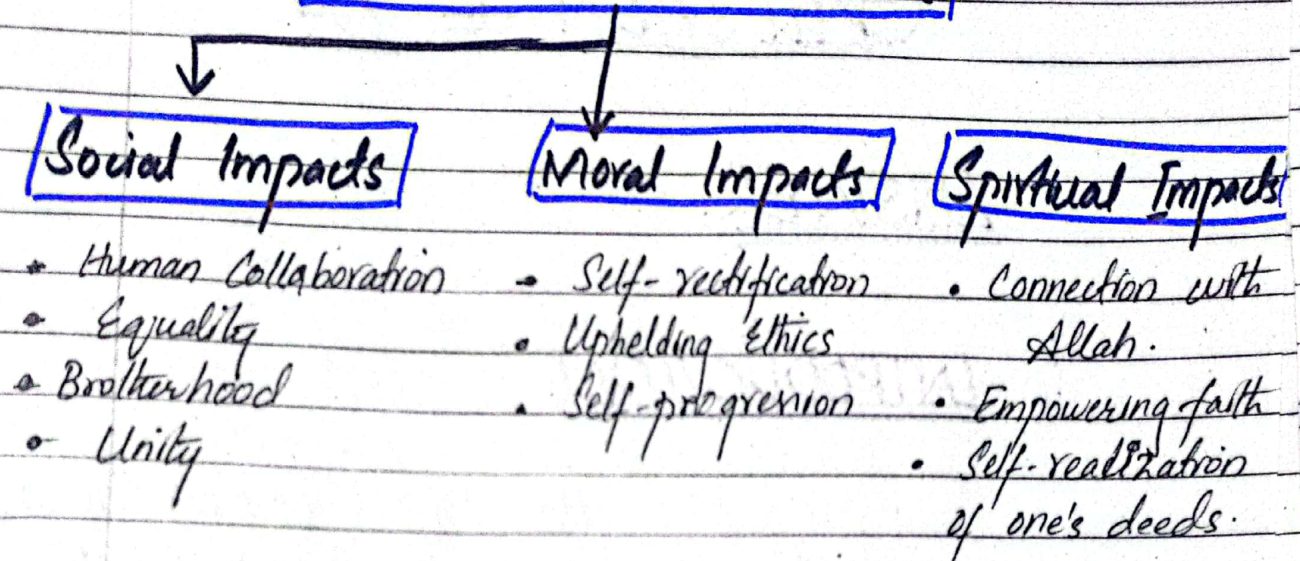 Social Impacts
• Human Collaboration
• Equality
• Brotherhood
• Unity
Moral Impacts
• Self-rectification
• Uphelding Ethics
• Self-progression
Spiritual Impacts
• Connection with
Allah.
• Empowering faith
• Self-realization
of one's deeds.